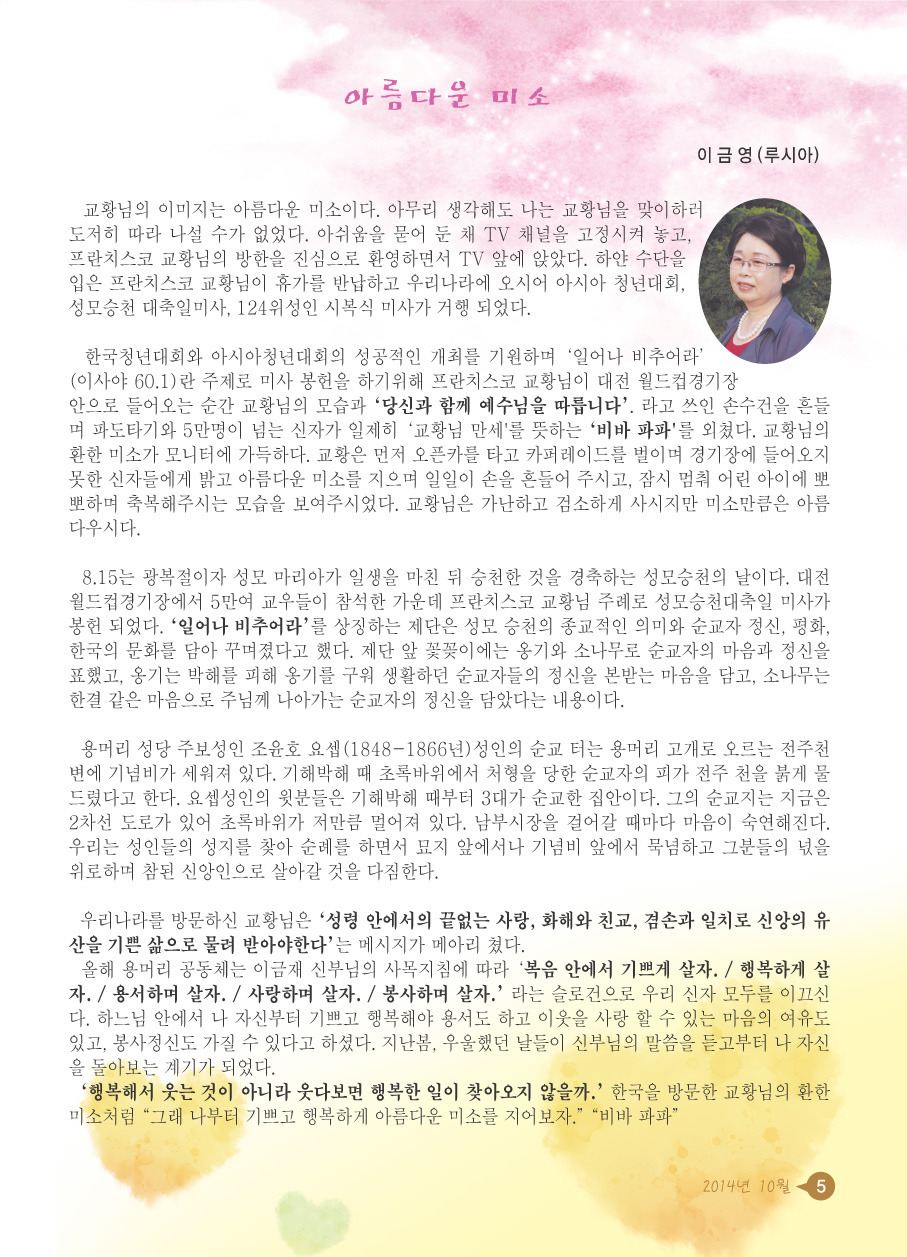 아름다운 미소
이 금 영 (루시아)
교황님의 이미지는 아름다운 미소이다. 아무리 생각해도 나는 교황님을 맞이하러
도저히 따라 나설 수가 없었다. 아쉬움을 묻어 둔 채 TV 채널을 고정시켜 놓고,
프란치스코 교황님의 방한을 진심으로 환영하면서 TV 앞에 앉았다. 하얀 수단을
입은 프란치스코 교황님이 휴가를 반납하고 우리나라에 오시어 아시아 청년대회,
성모승천 대축일미사, 124위성인 시복식 미사가 거행 되었다.
한국청년대회와 아시아청년대회의 성공적인 개최를 기원하며 ‘일어나 비추어라’
(이사야 60.1)란 주제로 미사 봉헌을 하기위해 프란치스코 교황님이 대전 월드컵경기장
안으로 들어오는 순간 교황님의 모습과 ‘당신과 함께 예수님을 따릅니다’. 라고 쓰인 손수건을 흔들
며 파도타기와 5만명이 넘는 신자가 일제히 ‘교황님 만세'를 뜻하는 ‘비바 파파'를 외쳤다. 교황님의
환한 미소가 모니터에 가득하다. 교황은 먼저 오픈카를 타고 카퍼레이드를 벌이며 경기장에 들어오지
못한 신자들에게 밝고 아름다운 미소를 지으며 일일이 손을 흔들어 주시고, 잠시 멈춰 어린 아이에 뽀
뽀하며 축복해주시는 모습을 보여주시었다. 교황님은 가난하고 검소하게 사시지만 미소만큼은 아름
다우시다.
8.15는 광복절이자 성모 마리아가 일생을 마친 뒤 승천한 것을 경축하는 성모승천의 날이다. 대전
월드컵경기장에서 5만여 교우들이 참석한 가운데 프란치스코 교황님 주례로 성모승천대축일 미사가
봉헌 되었다. ‘일어나 비추어라’를 상징하는 제단은 성모 승천의 종교적인 의미와 순교자 정신, 평화,
한국의 문화를 담아 꾸며졌다고 했다. 제단 앞 꽃꽂이에는 옹기와 소나무로 순교자의 마음과 정신을
표했고, 옹기는 박해를 피해 옹기를 구워 생활하던 순교자들의 정신을 본받는 마음을 담고, 소나무는
한결 같은 마음으로 주님께 나아가는 순교자의 정신을 담았다는 내용이다.
용머리 성당 주보성인 조윤호 요셉(1848-1866년)성인의 순교 터는 용머리 고개로 오르는 전주천
변에 기념비가 세워져 있다. 기해박해 때 초록바위에서 처형을 당한 순교자의 피가 전주 천을 붉게 물
드렸다고 한다. 요셉성인의 윗분들은 기해박해 때부터 3대가 순교한 집안이다. 그의 순교지는 지금은
2차선 도로가 있어 초록바위가 저만큼 멀어져 있다. 남부시장을 걸어갈 때마다 마음이 숙연해진다.
우리는 성인들의 성지를 찾아 순례를 하면서 묘지 앞에서나 기념비 앞에서 묵념하고 그분들의 넋을
위로하며 참된 신앙인으로 살아갈 것을 다짐한다.
우리나라를 방문하신 교황님은 ‘성령 안에서의 끝없는 사랑, 화해와 친교, 겸손과 일치로 신앙의 유
산을 기쁜 삶으로 물려 받아야한다’는 메시지가 메아리 쳤다.
올해 용머리 공동체는 이금재 신부님의 사목지침에 따라 ‘복음 안에서 기쁘게 살자. / 행복하게 살
자. / 용서하며 살자. / 사랑하며 살자. / 봉사하며 살자.’ 라는 슬로건으로 우리 신자 모두를 이끄신
다. 하느님 안에서 나 자신부터 기쁘고 행복해야 용서도 하고 이웃을 사랑 할 수 있는 마음의 여유도
있고, 봉사정신도 가질 수 있다고 하셨다. 지난봄, 우울했던 날들이 신부님의 말씀을 듣고부터 나 자신
을 돌아보는 계기가 되었다.
‘행복해서 웃는 것이 아니라 웃다보면 행복한 일이 찾아오지 않을까.’ 한국을 방문한 교황님의 환한
미소처럼 “그래 나부터 기쁘고 행복하게 아름다운 미소를 지어보자.” “비바 파파”
2014년 10월 5